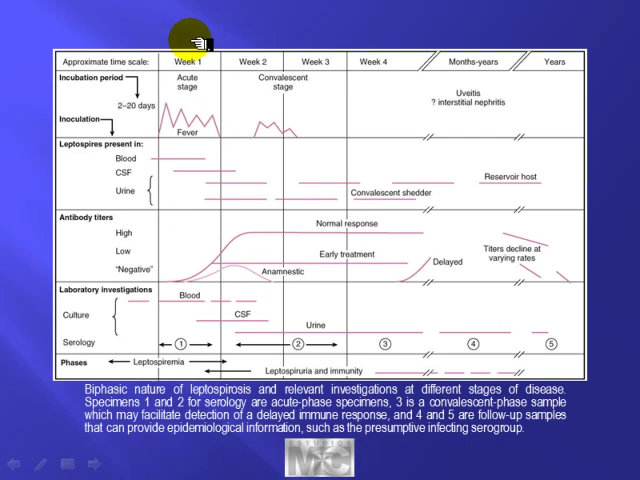 Approximate time scale: Week 1 Week 2 Week 3 Week 4 Months-years Years
Incubation period
Acute stage
Convalescent stage
Uveitis
? interstitial nephritis
2–20 days
Inoculation
Fever
Leptospires present in:
Blood
CSF
Reservoir host
Urine
Convalescent shedder
Antibody titers
Normal response
High
Low
Early treatment
Titers decline at varying rates
Delayed
"Negative"
Anamnestic
Laboratory investigations
Blood
Culture
CSF
Urine
Serology 1 2 3 4 5
Phases
Leptospiremia
Leptospiruria and immunity
Biphasic nature of leptospirosis and relevant investigations at different stages of disease.
Specimens 1 and 2 for serology are acute-phase specimens, 3 is a convalescent-phase sample
which may facilitate detection of a delayed immune response, and 4 and 5 are follow-up samples
that can provide epidemiological information, such as the presumptive infecting serogroup.
ESTUDIOS
MC